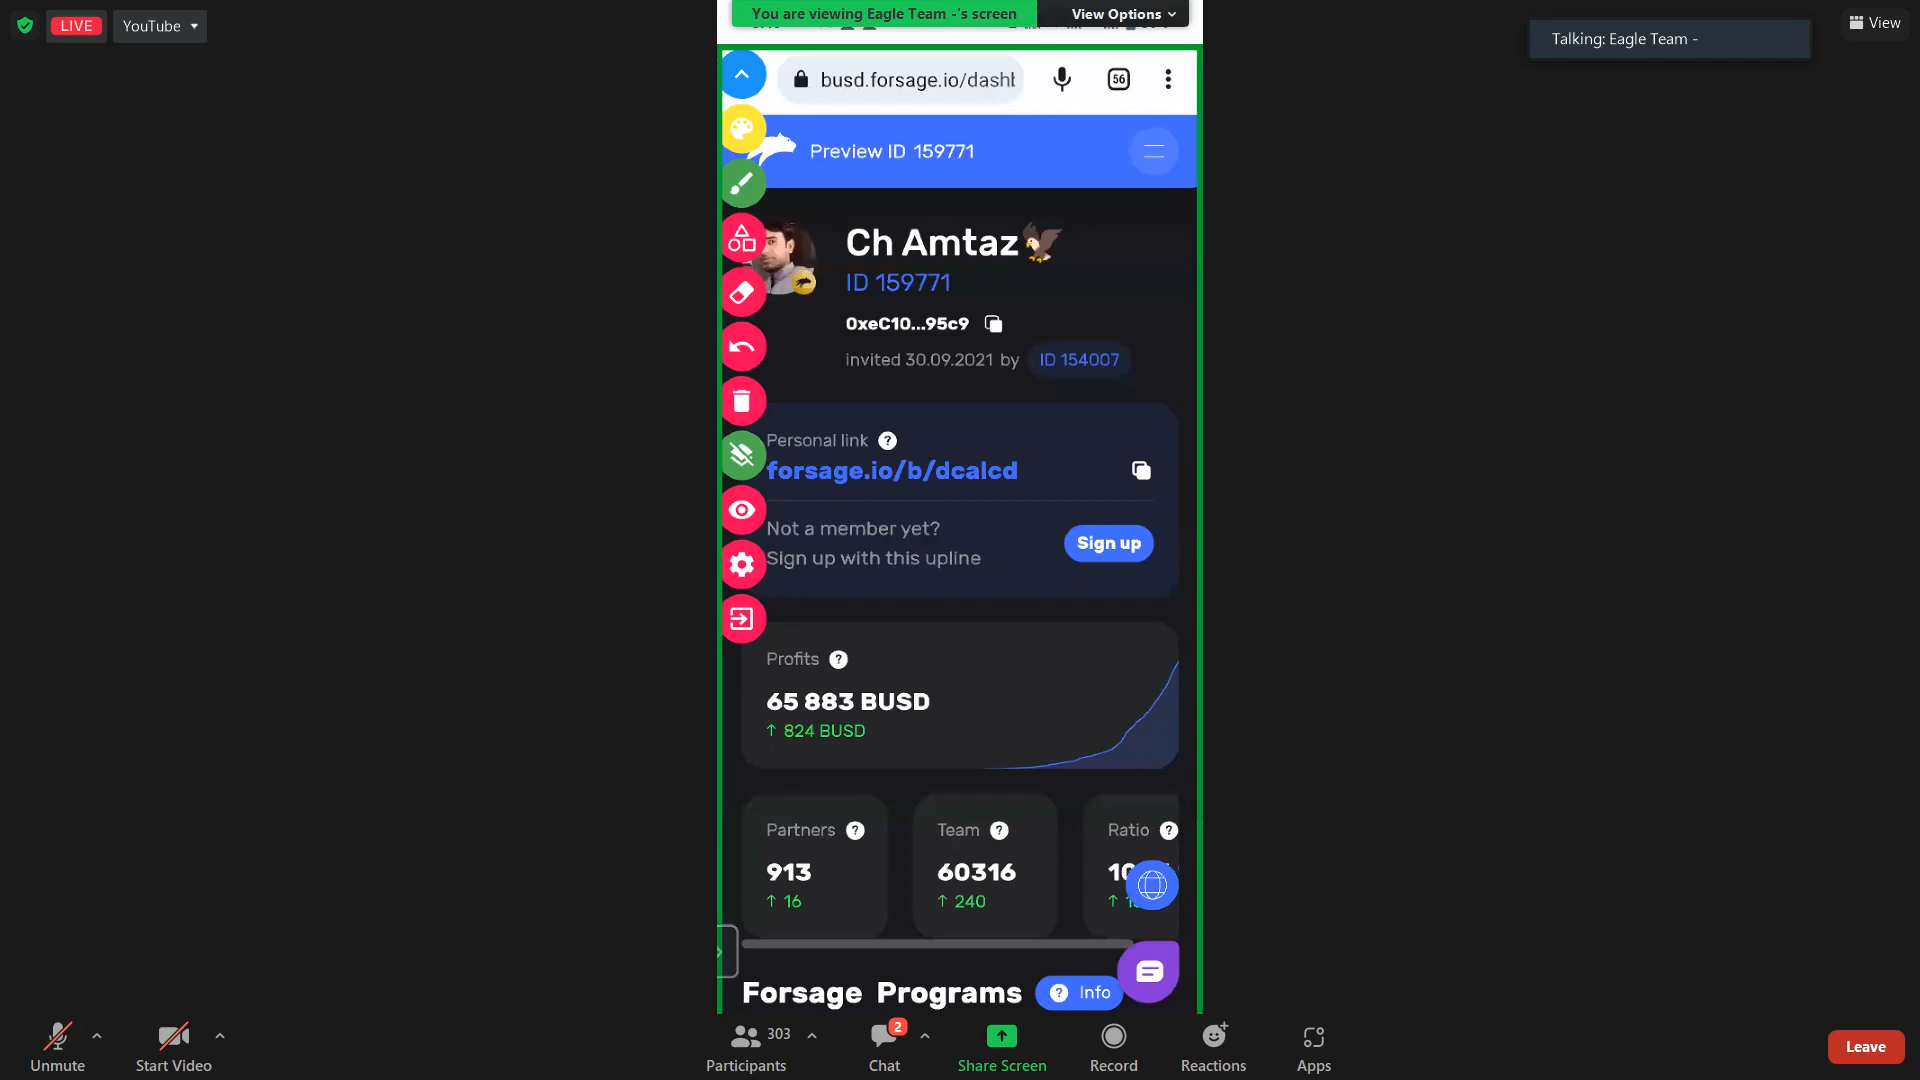 You are viewing Eagle Team -'s screen
View Options
LIVE
YouTube
View
Talking: Eagle Team -
busd.forsage.io/dash
56
Preview ID 159771
Ch Amtaz
ID 159771
0xeC10...95c9
invited 30.09.2021 by ID 154007
Personal link ?
forsage.io/b/dcalcd
Not a member yet?
Sign up with this upline
Sign up
Profits ?
65 883 BUSD
↑ 824 BUSD
Partners ?
913
↑ 16
Team ?
60316
↑ 240
Ratio ?
Forsage Programs
? Info
Unmute
Start Video
303
Participants
2
Chat
Share Screen
Record
Reactions
Apps
Leave